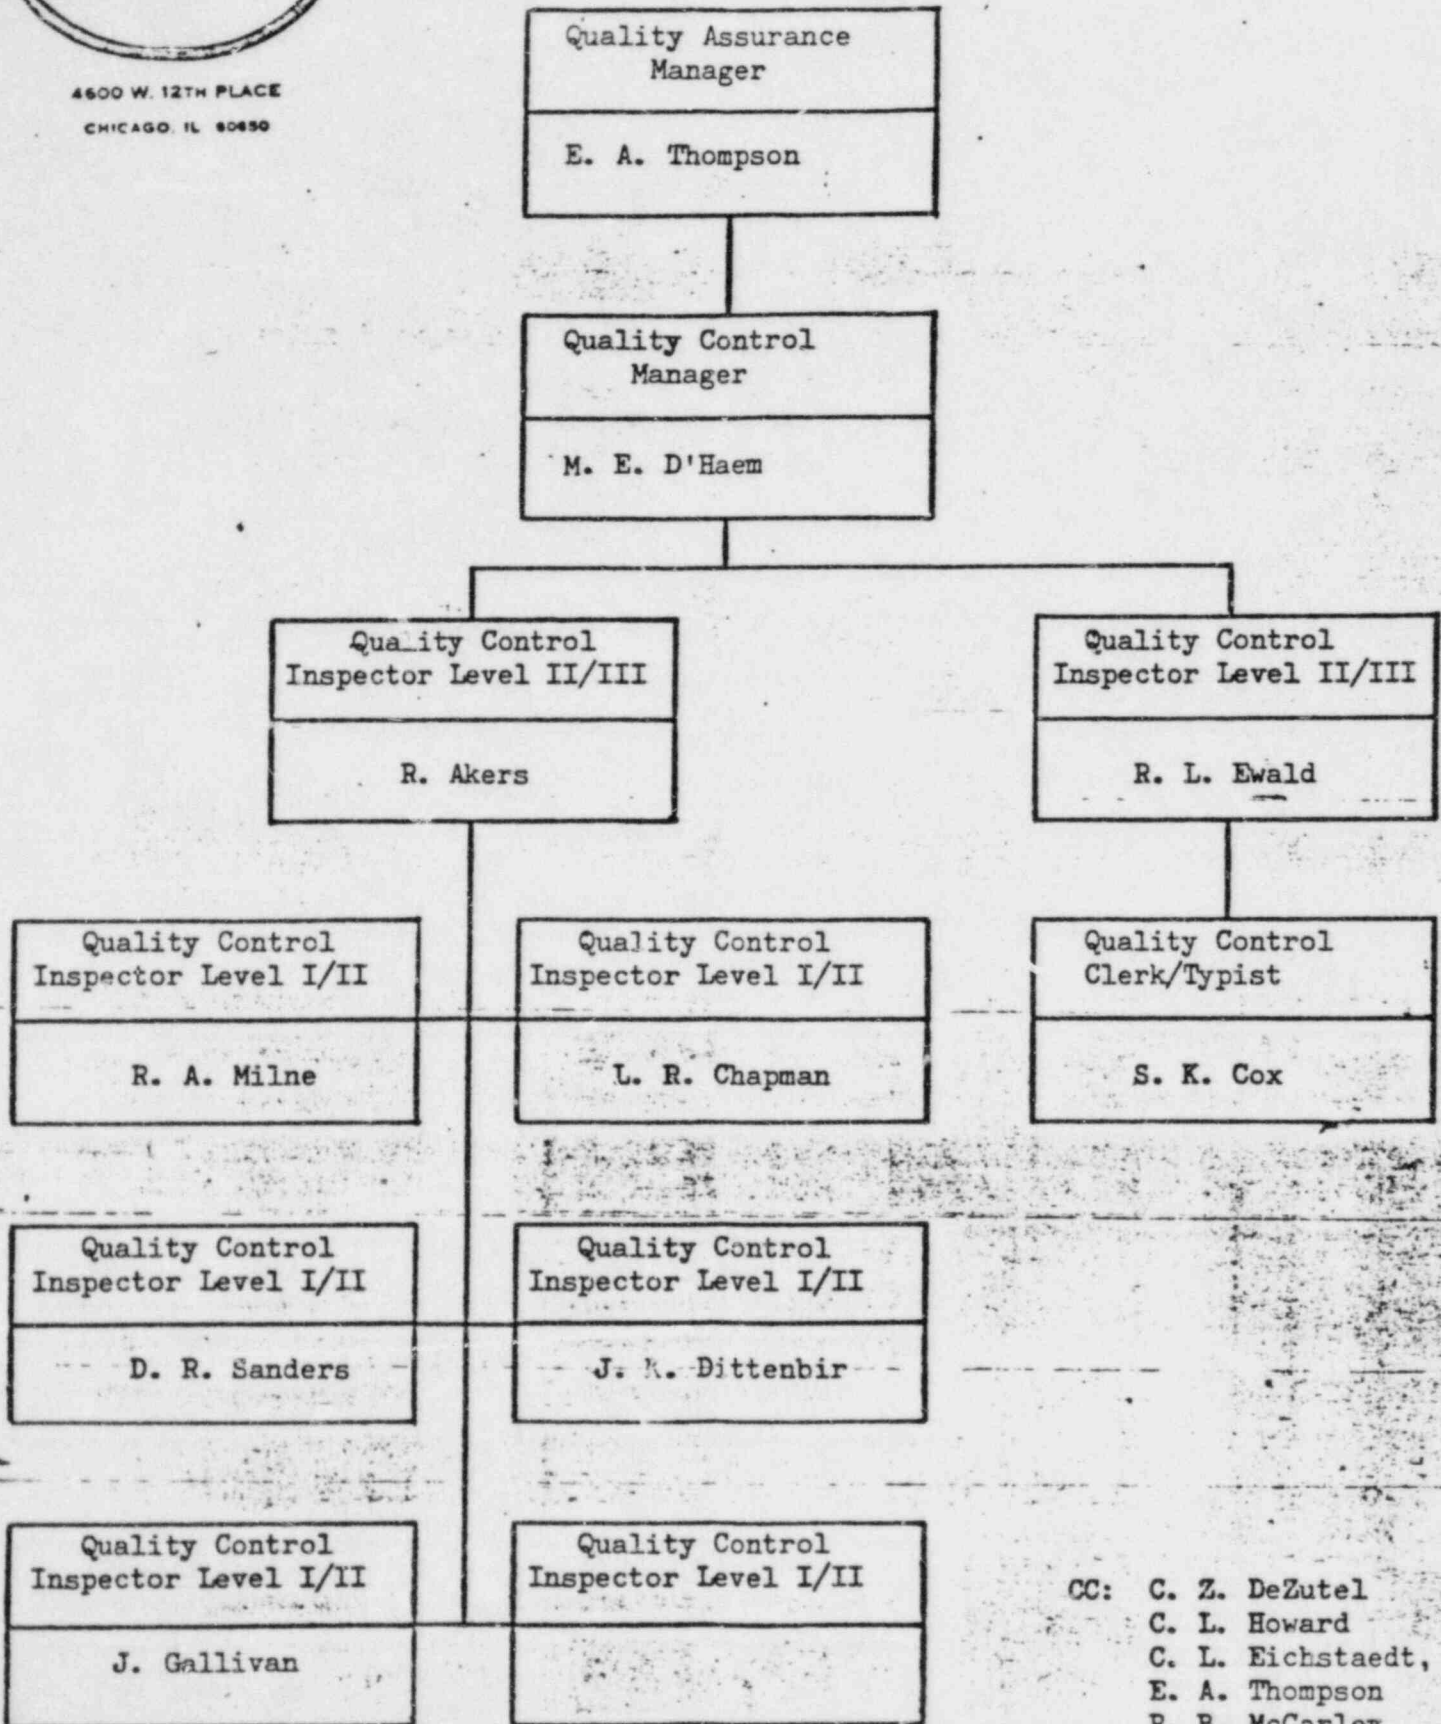 4600 W. 12TH PLACE
CHICAGO, IL 60650
Quality Assurance
Manager
E. A. Thompson
Quality Control
Manager
M. E. D'Haem
Quality Control
Inspector Level II/III
R. Akers
Quality Control
Inspector Level II/III
R. L. Ewald
Quality Control
Inspector Level I/II
R. A. Milne
Quality Control
Inspector Level I/II
L. R. Chapman
Quality Control
Clerk/Typist
S. K. Cox
Quality Control
Inspector Level I/II
D. R. Sanders
Quality Control
Inspector Level I/II
J. Dittenbir
Quality Control
Inspector Level I/II
J. Gallivan
Quality Control
Inspector Level I/II
CC: C. Z. DeZutel
C. L. Howard
C. L. Eichstaedt,
E. A. Thompson